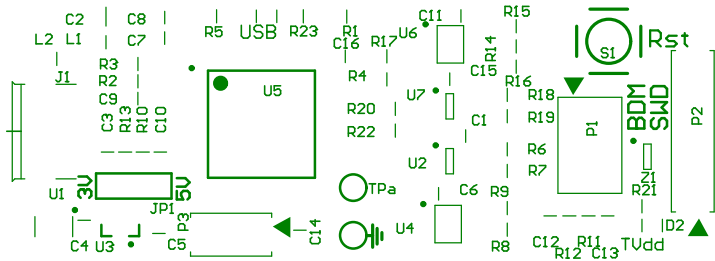 C2 C8
L2 L1 C7
R5 USB R23 R1
C11 U6 R15
C16 R17 R14
S1 Rest
J1 R3
R2
C9
C3 R13 R10 C10
U5 R4 C15
R20 U7
R22 C1
R16
R18
R19
BDM SWD
P1 P2
U2 R6
R7
Z1
R21
3v U1 JP1 5v
TPpa
C6 R9
P3
C4 U3 C5
C14 U4 R8
C12 R12 R11 C13
TVdd D2